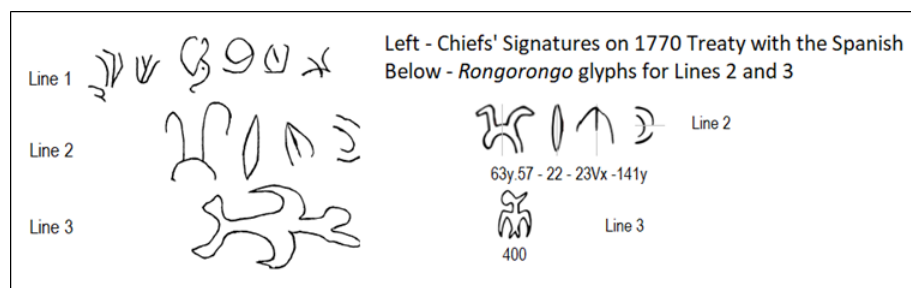 Left - Chiefs' Signatures on 1770 Treaty with the Spanish
Below - Rongorongo glyphs for Lines 2 and 3
Line 1
Line 2
Line 2
63y.57 - 22 - 23Vx -141y
Line 3
Line 3
400